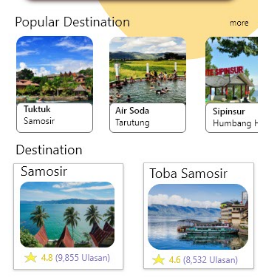 Popular Destination
more
Tuktuk
Samosir
Air Soda
Tarutung
SIPINSUR
Sipinsur
Humbang H
Destination
Samosir
4.8 (9,855 Ulasan)
Toba Samosir
4.6 (8,532 Ulasan)